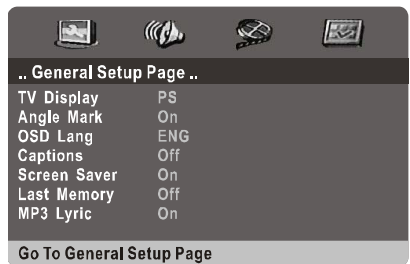 .. General Setup Page ..
TV Display PS
Angle Mark On
OSD Lang ENG
Captions Off
Screen Saver On
Last Memory Off
MP3 Lyric On
Go To General Setup Page